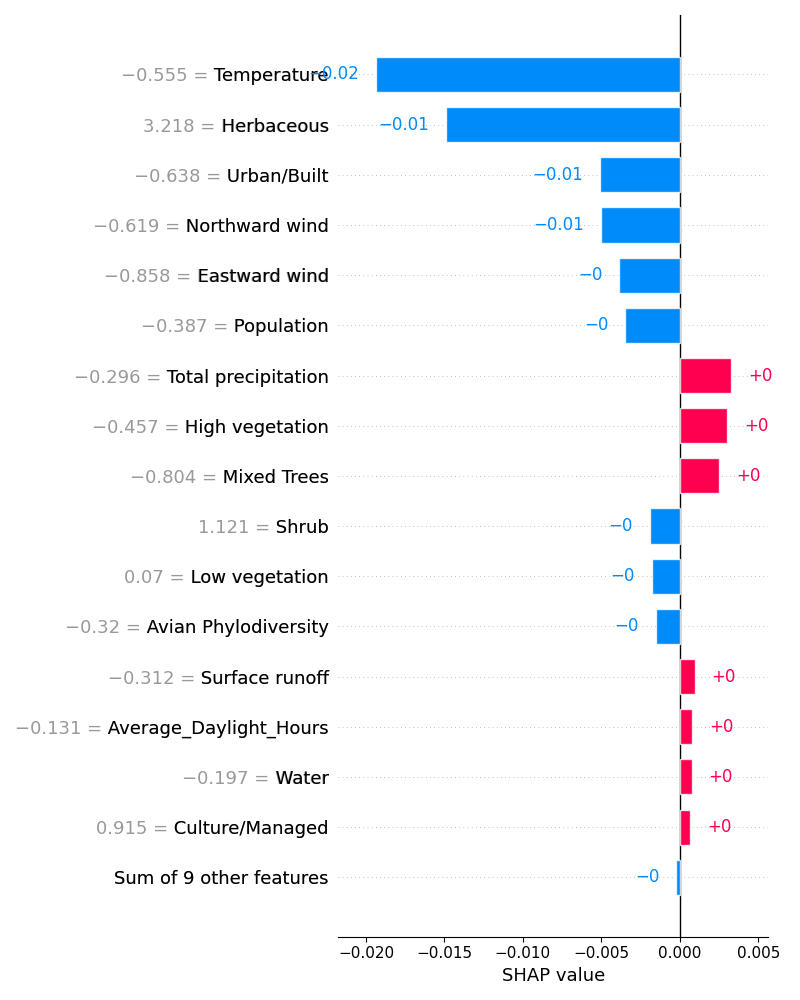 −0.555 = Temperature −0.02
3.218 = Herbaceous −0.01
−0.638 = Urban/Built −0.01
−0.619 = Northward wind −0.01
−0.858 = Eastward wind −0
−0.387 = Population −0
−0.296 = Total precipitation +0
−0.457 = High vegetation +0
−0.804 = Mixed Trees +0
1.121 = Shrub −0
0.07 = Low vegetation −0
−0.32 = Avian Phylodiversity −0
−0.312 = Surface runoff +0
−0.131 = Average_Daylight_Hours +0
−0.197 = Water +0
0.915 = Culture/Managed +0
Sum of 9 other features −0
−0.020 −0.015 −0.010 −0.005 0.000 0.005
SHAP value